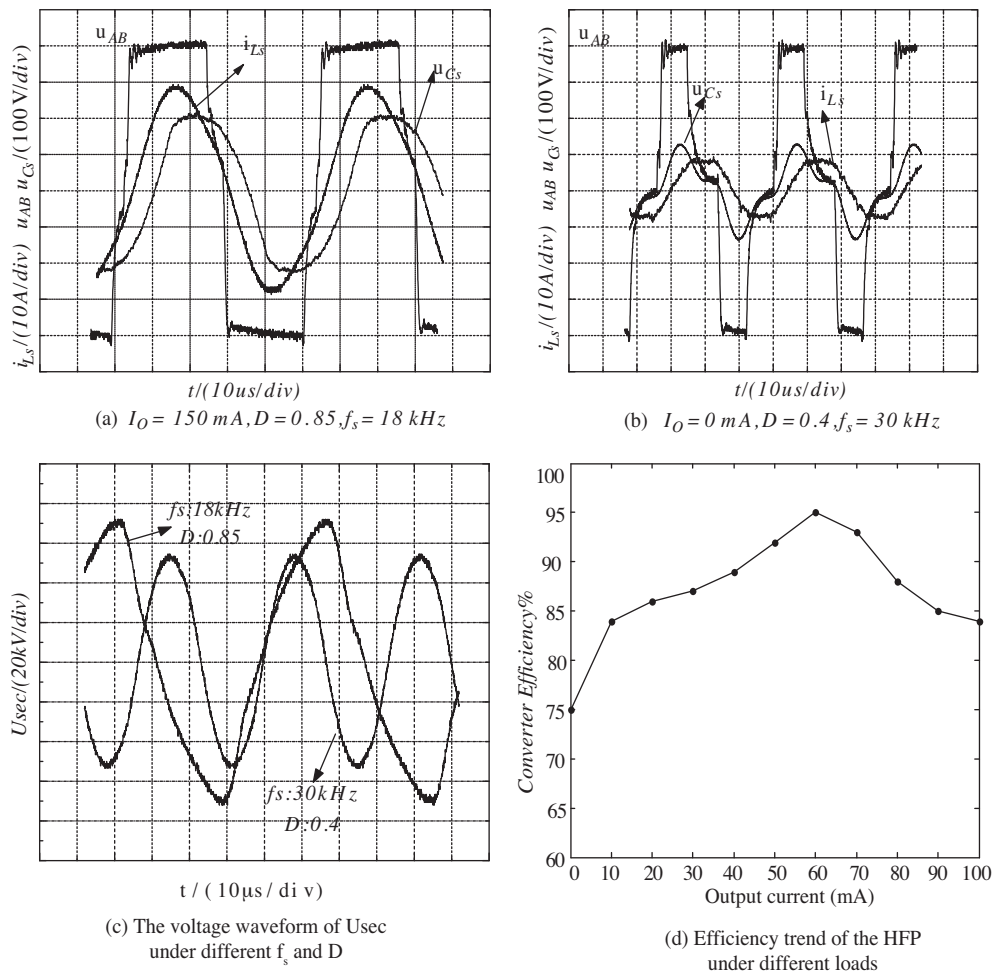 u_AB
i_Ls
u_Cs
i_Ls/(10A/div) u_AB u_Cs/(100V/div)
t/(10us/div)
(a) I_O = 150 mA, D = 0.85, f_s = 18 kHz
u_AB
u_Cs
i_Ls
i_Ls/(10A/div) u_AB u_Cs/(100V/div)
t/(10us/div)
(b) I_O = 0 mA, D = 0.4, f_s = 30 kHz
fs:18kHz
D:0.85
Usec/(20kV/div)
fs:30kHz
D:0.4
t / (10μs/ di v)
(c) The voltage waveform of Usec
under different f_s and D
100
95
90
85
80
75
70
65
60
Converter Efficiency%
0 10 20 30 40 50 60 70 80 90 100
Output current (mA)
(d) Efficiency trend of the HFP
under different loads